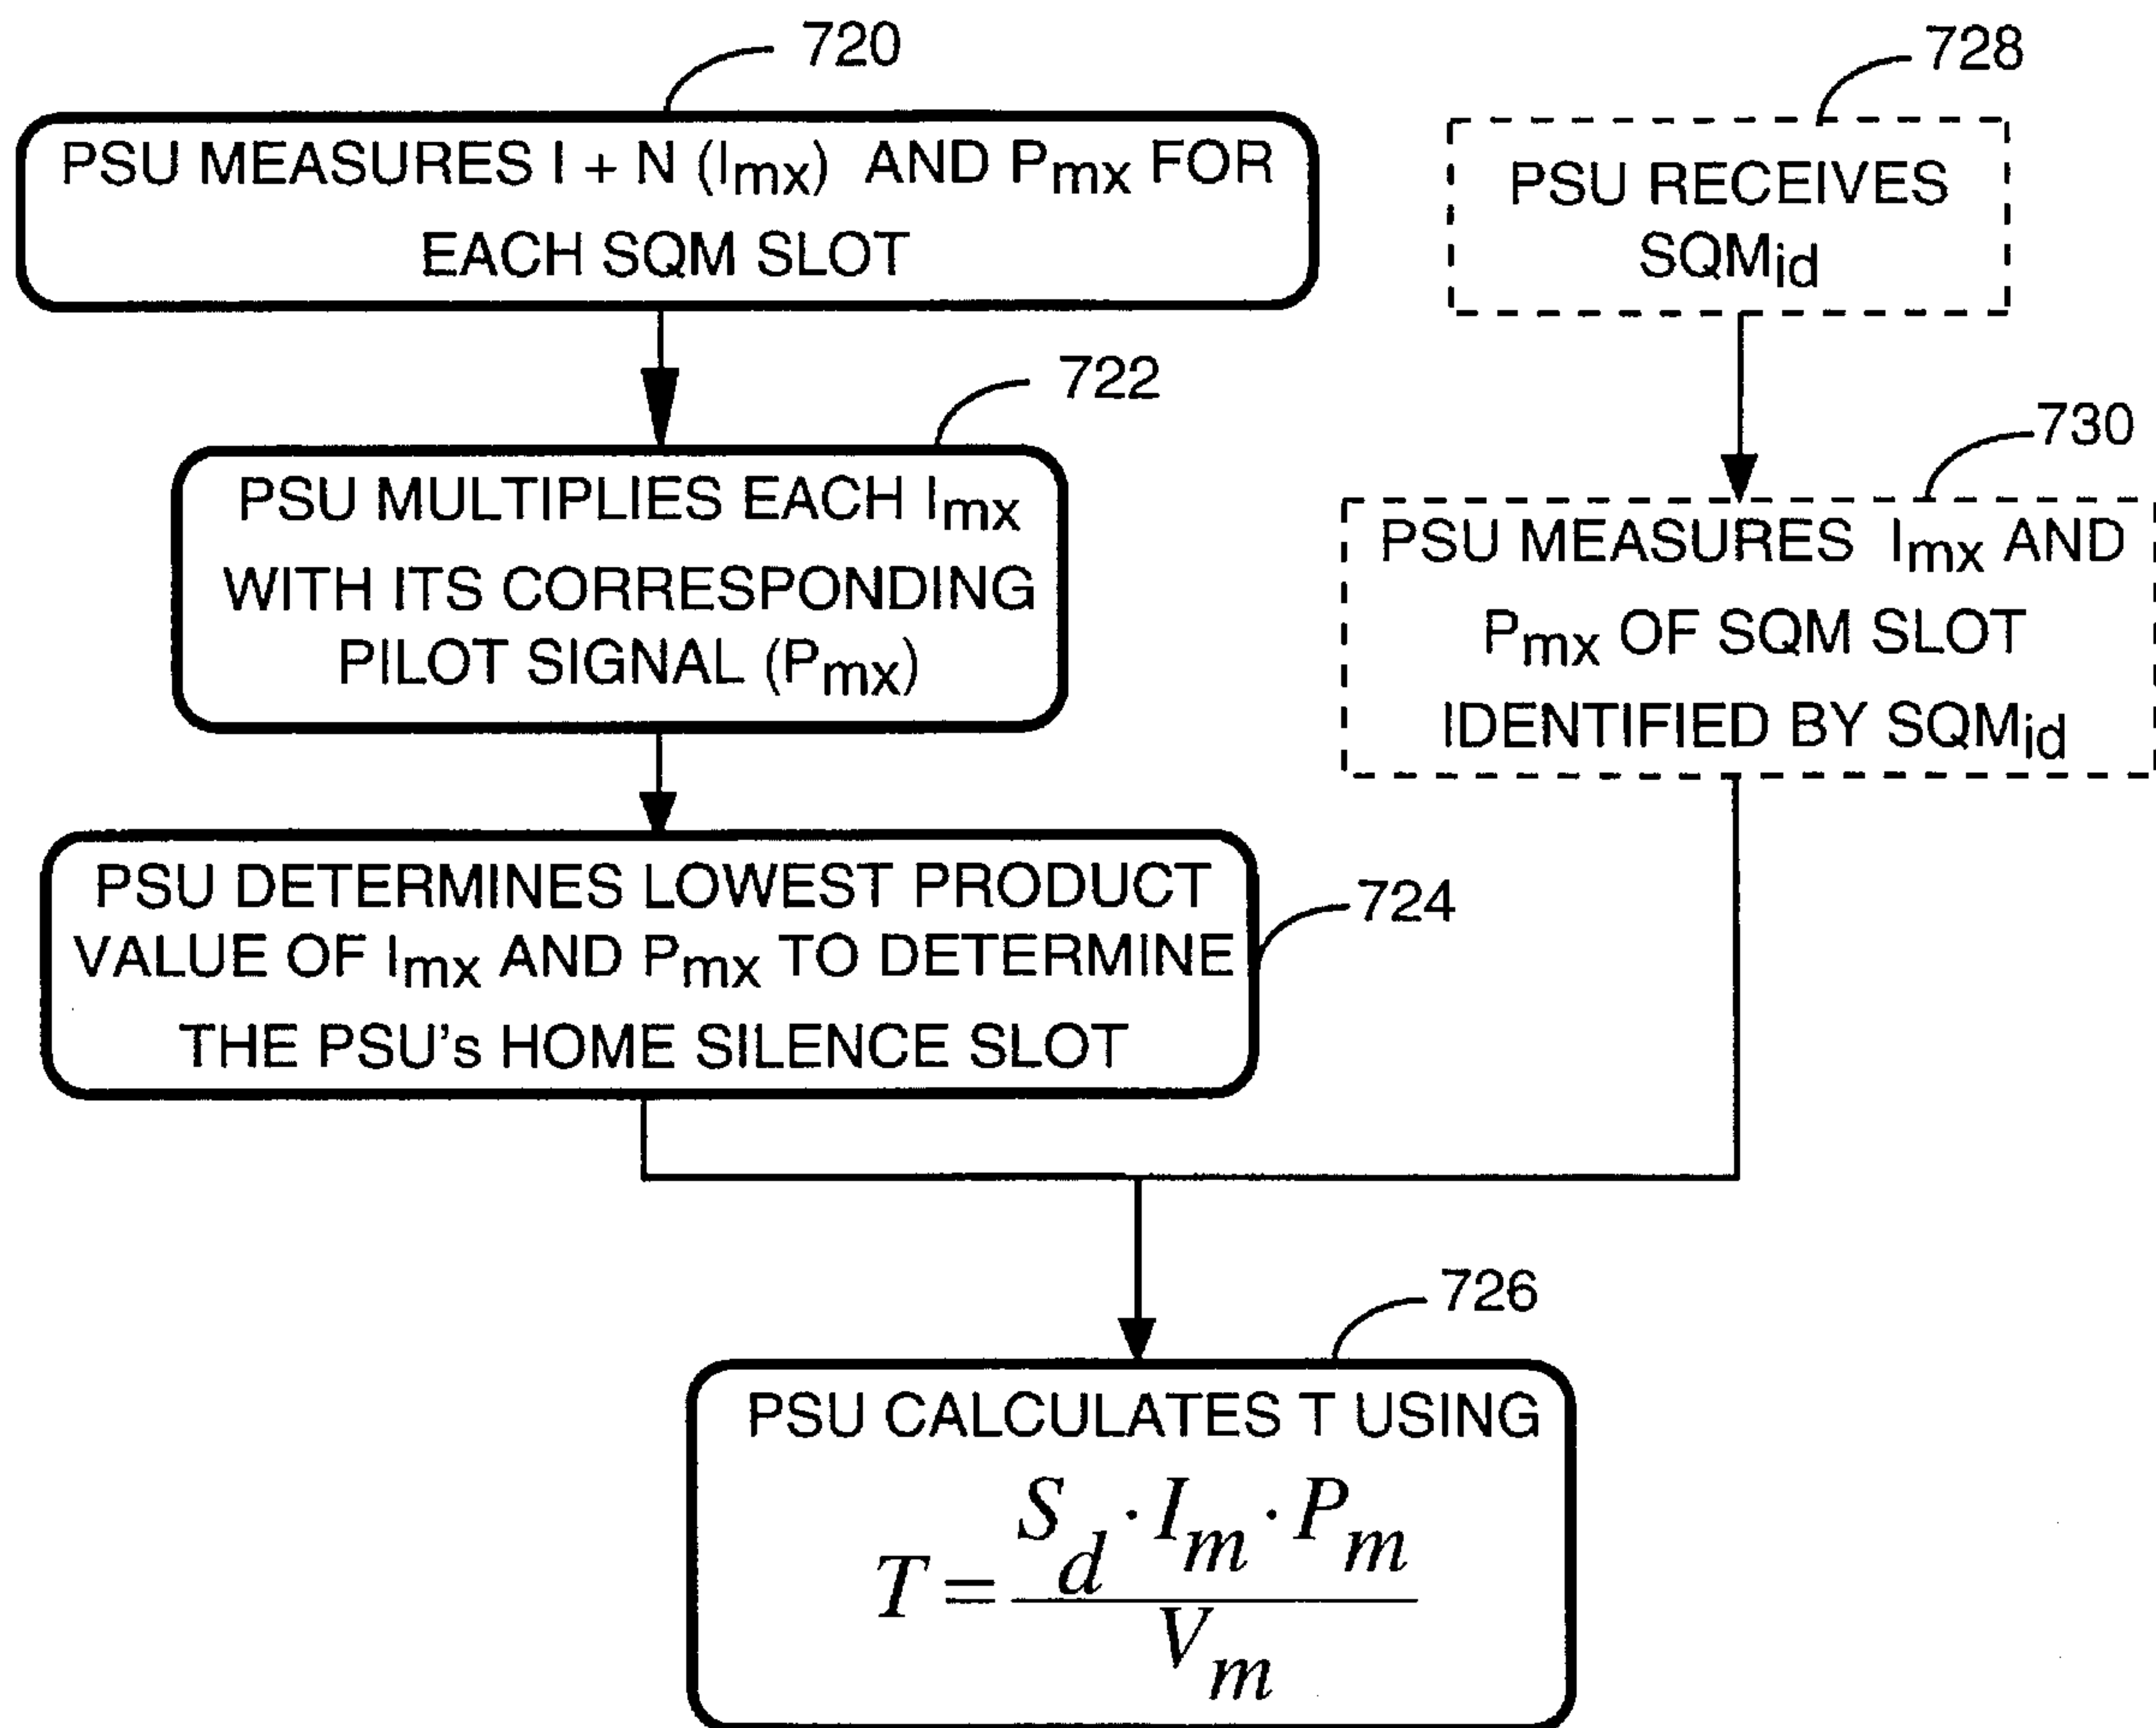 720
PSU MEASURES I + N (Imx) AND Pmx FOR
EACH SQM SLOT
722
PSU MULTIPLIES EACH Imx
WITH ITS CORRESPONDING
PILOT SIGNAL (Pmx)
PSU DETERMINES LOWEST PRODUCT
VALUE OF Imx AND Pmx TO DETERMINE
THE PSU's HOME SILENCE SLOT
724
728
PSU RECEIVES
SQMid
730
PSU MEASURES Imx AND
Pmx OF SQM SLOT
IDENTIFIED BY SQMid
726
PSU CALCULATES T USING
T = Sd · Im · Pm / Vm